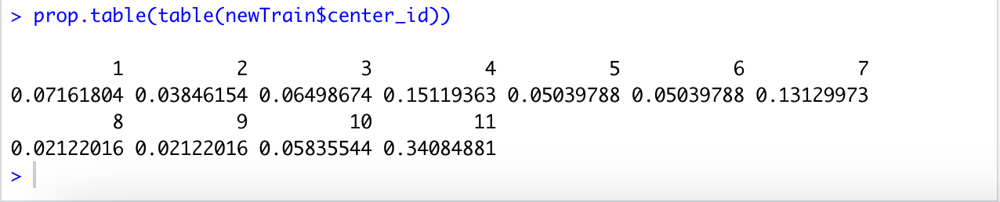 > prop.table(table(newTrain$center_id))
1 2 3 4 5 6 7
0.07161804 0.03846154 0.06498674 0.15119363 0.05039788 0.05039788 0.13129973
8 9 10 11
0.02122016 0.02122016 0.05835544 0.34084881
>